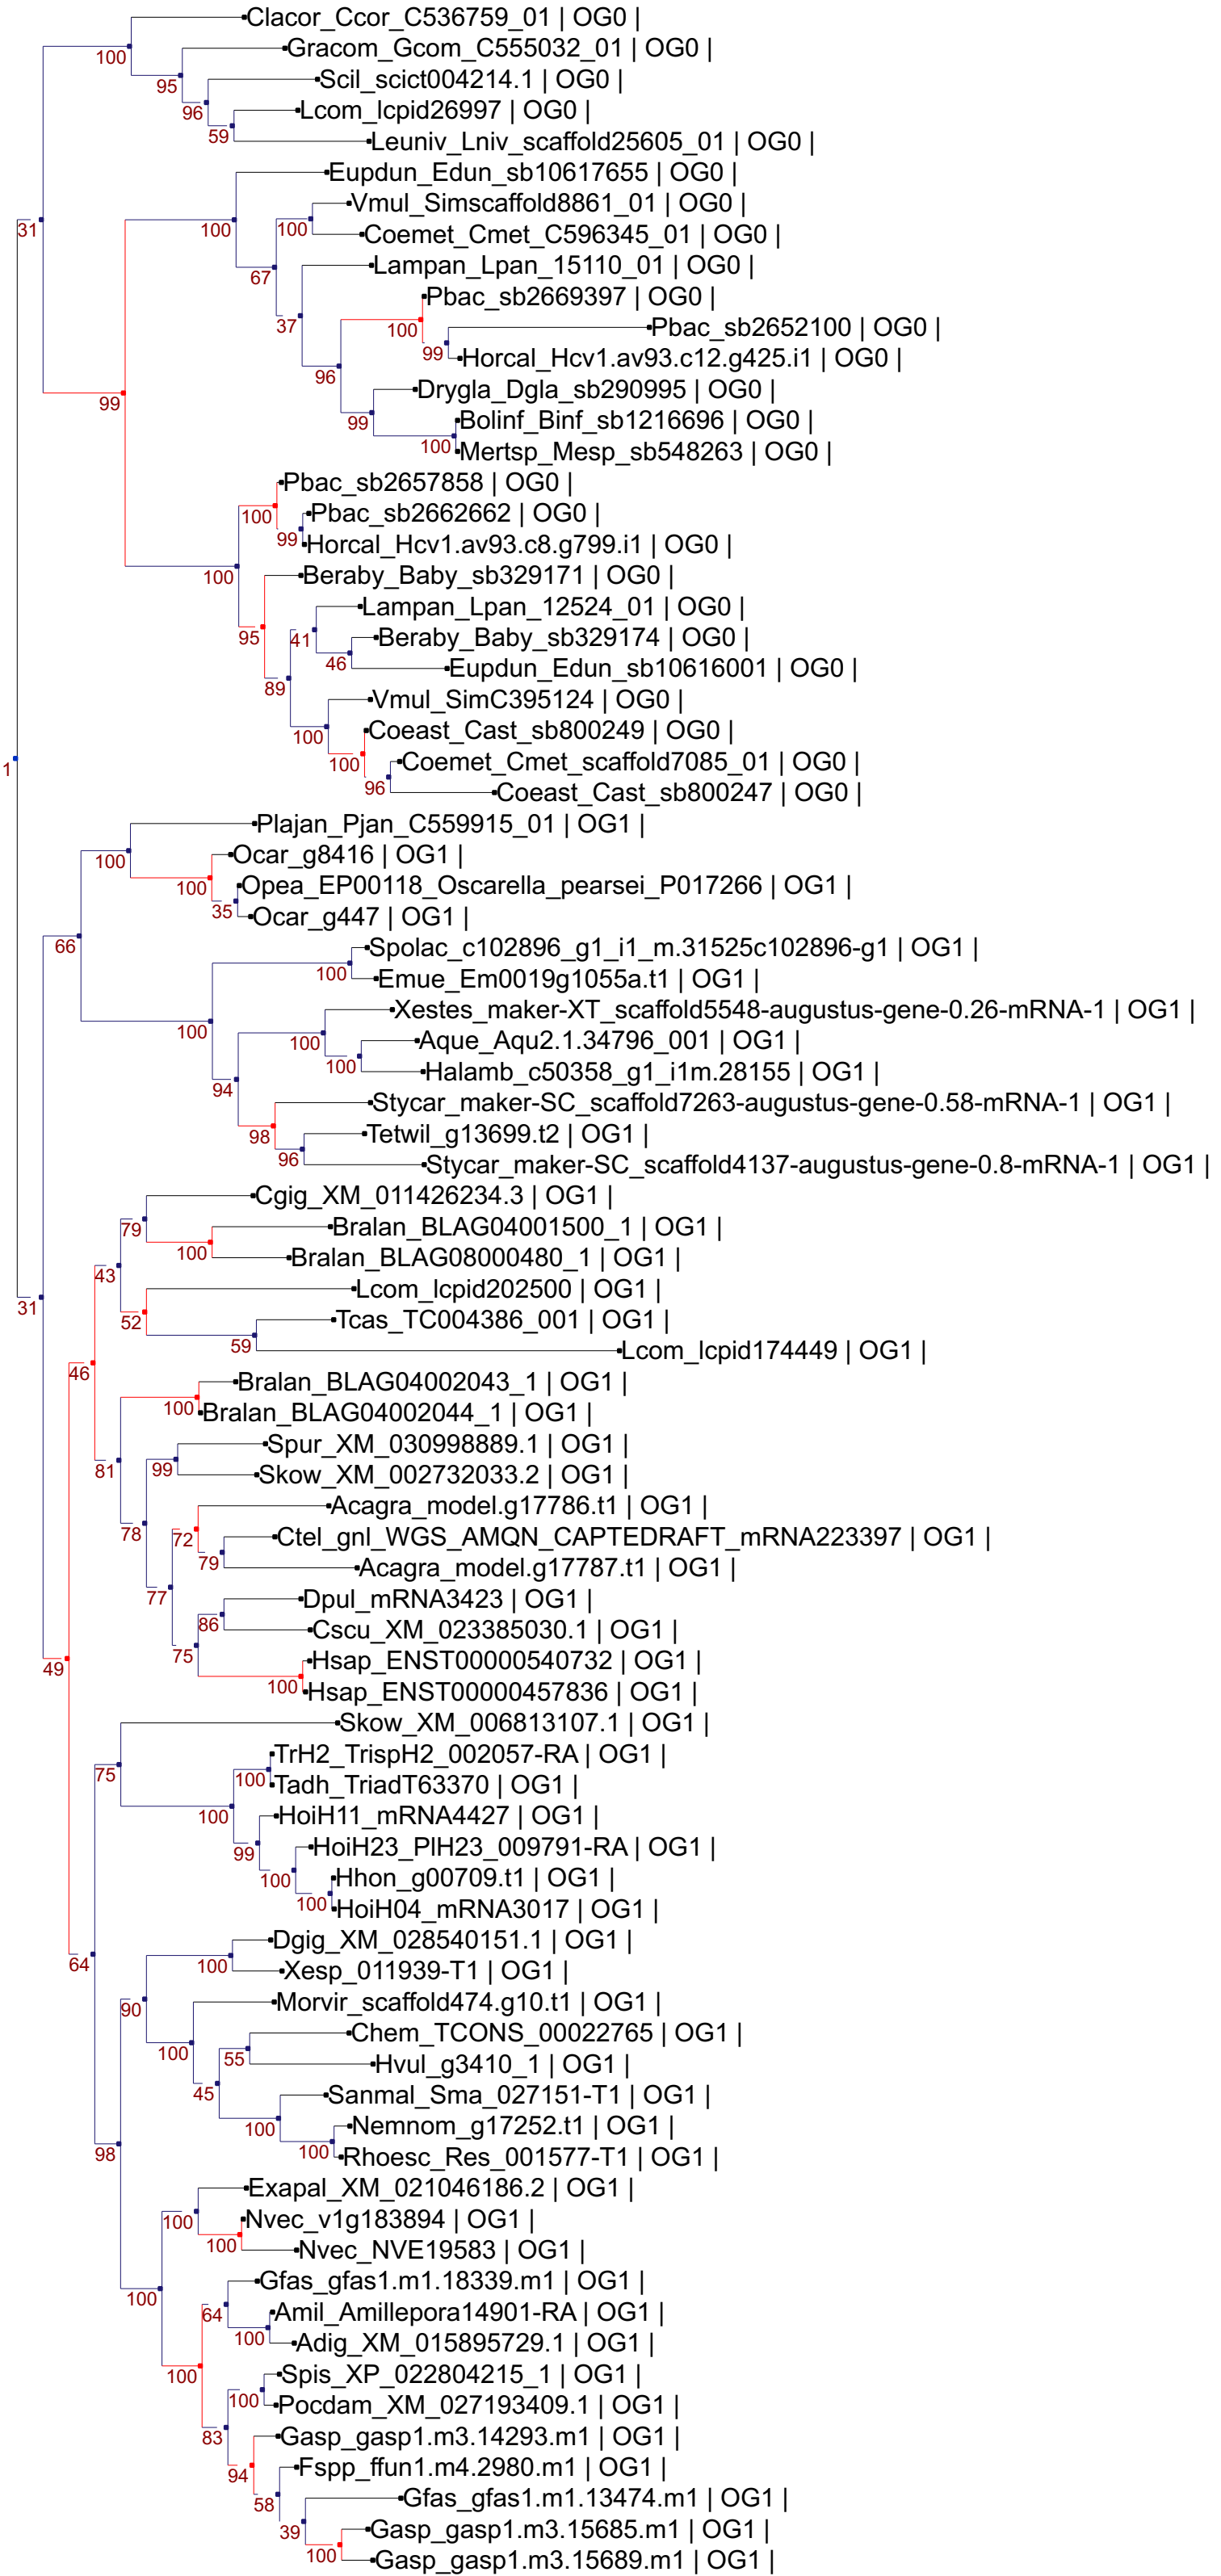 Clacor_Ccor_C536759_01 | OG0 |
100
Gracom_Gcom_C555032_01 | OG0 |
95
Scil_scict004214.1 | OG0 |
96
Lcom_lcpid26997 | OG0 |
59
Leuniv_Lniv_scaffold25605_01 | OG0 |
Eupdun_Edun_sb10617655 | OG0 |
Vmul_Simscaffold8861_01 | OG0 |
31
100
100
Coemet_Cmet_C596345_01 | OG0 |
Lampan_Lpan_15110_01 | OG0 |
67
Pbac_sb2669397 | OG0 |
37
100
Pbac_sb2652100 | OG0 |
99
Horcal_Hcv1.av93.c12.g425.i1 | OG0 |
96
Drygla_Dgla_sb290995 | OG0 |
99
99
Bolinf_Binf_sb1216696 | OG0 |
100
Mertsp_Mesp_sb548263 | OG0 |
Pbac_sb2657858 | OG0 |
100
Pbac_sb2662662 | OG0 |
99
Horcal_Hcv1.av93.c8.g799.i1 | OG0 |
100
Beraby_Baby_sb329171 | OG0 |
Lampan_Lpan_12524_01 | OG0 |
95
41
Beraby_Baby_sb329174 | OG0 |
46
Eupdun_Edun_sb10616001 | OG0 |
89
Vmul_SimC395124 | OG0 |
100
Coeast_Cast_sb800249 | OG0 |
100
Coemet_Cmet_scaffold7085_01 | OG0 |
1
96
Coeast_Cast_sb800247 | OG0 |
Plajan_Pjan_C559915_01 | OG1 |
100
Ocar_g8416 | OG1 |
100
Opea_EP00118_Oscarella_pearsei_P017266 | OG1 |
35
Ocar_g447 | OG1 |
66
Spolac_c102896_g1_i1_m.31525c102896-g1 | OG1 |
100
Emue_Em0019g1055a.t1 | OG1 |
Xestes_maker-XT_scaffold5548-augustus-gene-0.26-mRNA-1 | OG1 |
100
100
Aque_Aqu2.1.34796_001 | OG1 |
100
Halamb_c50358_g1_i1m.28155 | OG1 |
94
Stycar_maker-SC_scaffold7263-augustus-gene-0.58-mRNA-1 | OG1 |
98
Tetwil_g13699.t2 | OG1 |
96
Stycar_maker-SC_scaffold4137-augustus-gene-0.8-mRNA-1 | OG1 |
Cgig_XM_011426234.3 | OG1 |
79
Bralan_BLAG04001500_1 | OG1 |
100
Bralan_BLAG08000480_1 | OG1 |
43
Lcom_lcpid202500 | OG1 |
31
52
Tcas_TC004386_001 | OG1 |
59
Lcom_lcpid174449 | OG1 |
46
Bralan_BLAG04002043_1 | OG1 |
100
Bralan_BLAG04002044_1 | OG1 |
Spur_XM_030998889.1 | OG1 |
81
99
Skow_XM_002732033.2 | OG1 |
Acagra_model.g17786.t1 | OG1 |
78
72
Ctel_gnl_WGS_AMQN_CAPTEDRAFT_mRNA223397 | OG1 |
79
Acagra_model.g17787.t1 | OG1 |
77
Dpul_mRNA3423 | OG1 |
86
Cscu_XM_023385030.1 | OG1 |
75
49
Hsap_ENST00000540732 | OG1 |
100
Hsap_ENST00000457836 | OG1 |
Skow_XM_006813107.1 | OG1 |
TrH2_TrispH2_002057-RA | OG1 |
75
100
Tadh_TriadT63370 | OG1 |
100
HoiH11_mRNA4427 | OG1 |
99
HoiH23_PlH23_009791-RA | OG1 |
100
Hhon_g00709.t1 | OG1 |
100
HoiH04_mRNA3017 | OG1 |
Dgig_XM_028540151.1 | OG1 |
64
100
Xesp_011939-T1 | OG1 |
90
Morvir_scaffold474.g10.t1 | OG1 |
Chem_TCONS_00022765 | OG1 |
100
55
Hvul_g3410_1 | OG1 |
45
Sanmal_Sma_027151-T1 | OG1 |
100
Nemnom_g17252.t1 | OG1 |
98
100
Rhoesc_Res_001577-T1 | OG1 |
Exapal_XM_021046186.2 | OG1 |
100
Nvec_v1g183894 | OG1 |
100
Nvec_NVE19583 | OG1 |
Gfas_gfas1.m1.18339.m1 | OG1 |
100
64
Amil_Amillepora14901-RA | OG1 |
100
Adig_XM_015895729.1 | OG1 |
100
Spis_XP_022804215_1 | OG1 |
100
Pocdam_XM_027193409.1 | OG1 |
83
Gasp_gasp1.m3.14293.m1 | OG1 |
94
Fspp_ffun1.m4.2980.m1 | OG1 |
58
Gfas_gfas1.m1.13474.m1 | OG1 |
39
Gasp_gasp1.m3.15685.m1 | OG1 |
100
Gasp_gasp1.m3.15689.m1 | OG1 |